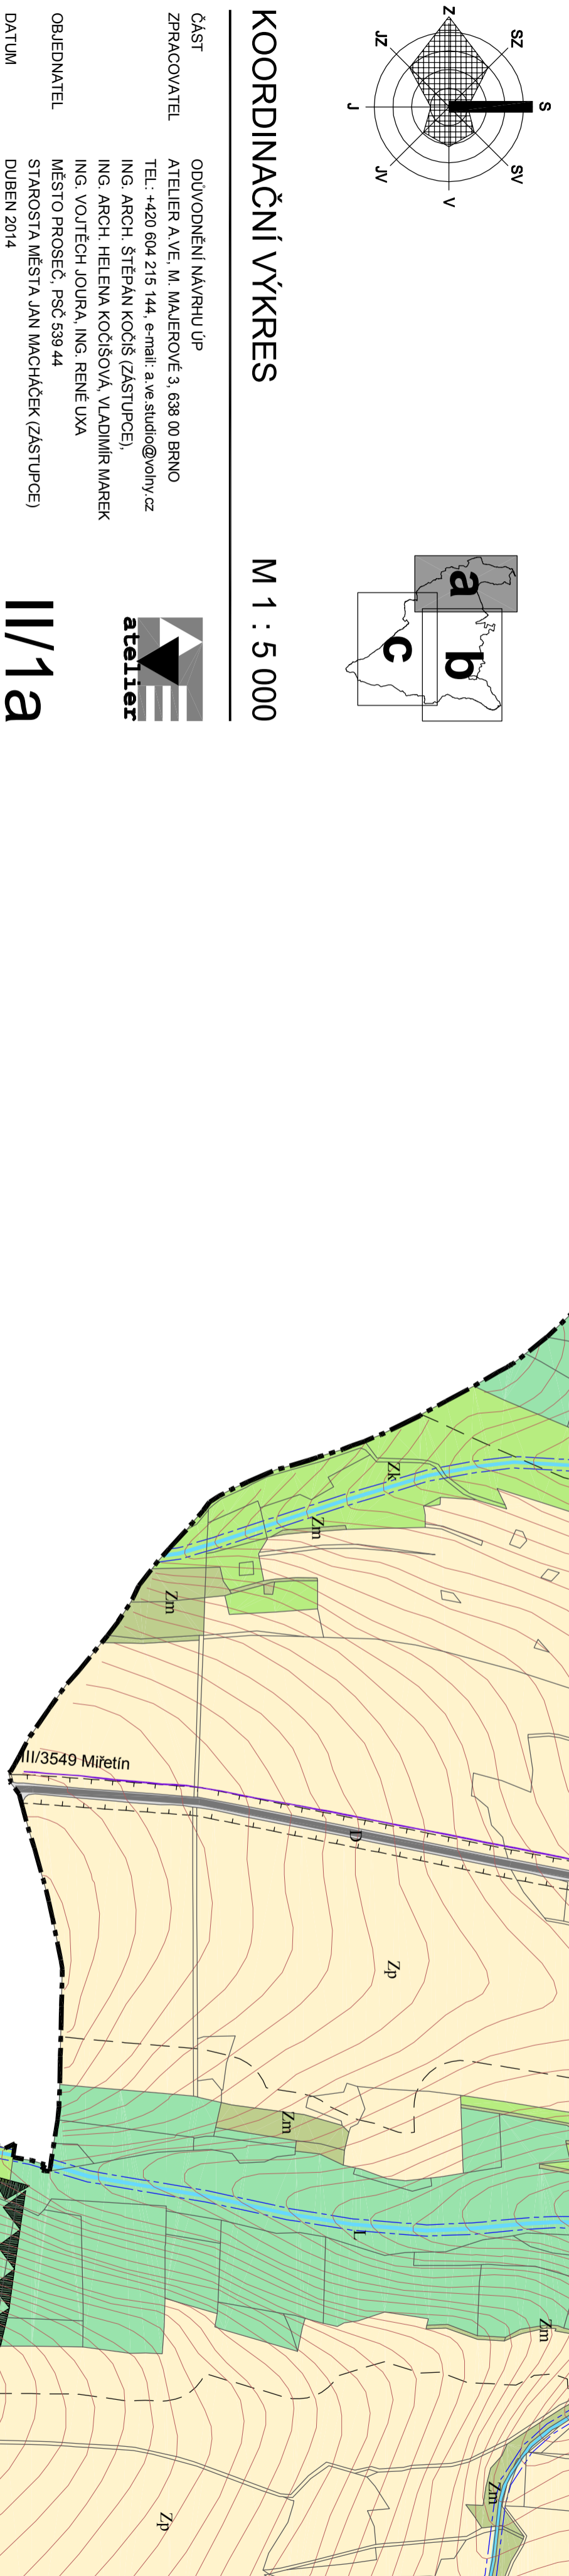 S
SV
V
JV
J
JZ
Z
SZ
a
b
c
KOORDINAČNÍ VÝKRES M 1 : 5 000
ČÁST ODŮVODNĚNÍ NÁVRHU ÚP
ZPRACOVATEL ATELIER A.VE, M. MAJEROVÉ 3, 638 00 BRNO
TEL: +420 604 215 144, e-mail: a.ve.studio@volny.cz
ING. ARCH. ŠTĚPÁN KOČIŠ (ZÁSTUPCE),
ING. ARCH. HELENA KOČIŠOVÁ, VLADIMÍR MAREK
ING. VOJTĚCH JOURA, ING. RENÉ UXA
OBJEDNATEL MĚSTO PROSEČ, PSČ 539 44
STAROSTA MĚSTA JAN MACHÁČEK (ZÁSTUPCE)
DATUM DUBEN 2014
atelier
II/1a
Zk
Zm
Zm
III/3549 Miřetín
D
Zp
Zm
L
Zm
Zm
Zp